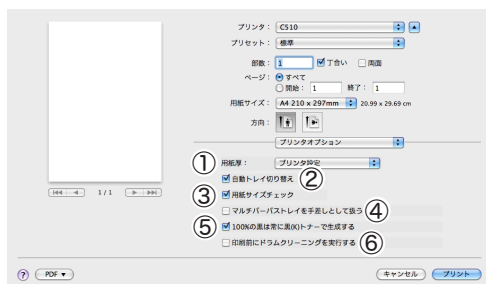 プリンタ： C510
プリセット： 標準
部数： 1 丁合い 両面
ページ： すべて
開始： 1 終了： 1
用紙サイズ： A4 210 x 297mm 20.99 x 29.69 cm
方向：
プリンタオプション
① 用紙厚： プリンタ設定
自動トレイ切り替え ②
③ 用紙サイズチェック
マルチパーパストレイを手差しとして扱う ④
⑤ 100%の黒は常に黒(K)トナーで生成する
印刷前にドラムクリーニングを実行する ⑥
1 / 1
? PDF キャンセル プリント